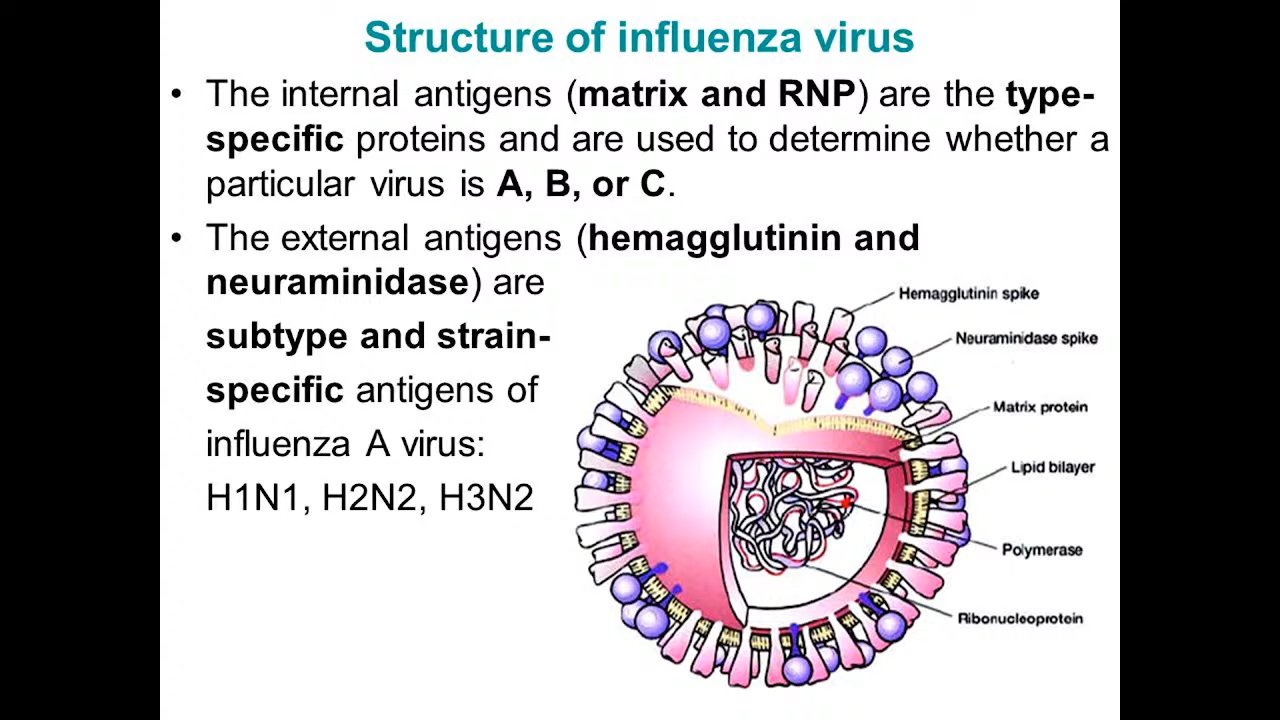 Structure of influenza virus
• The internal antigens (matrix and RNP) are the type-
specific proteins and are used to determine whether a
particular virus is A, B, or C.
• The external antigens (hemagglutinin and
neuraminidase) are
subtype and strain-
specific antigens of
influenza A virus:
H1N1, H2N2, H3N2
Hemagglutinin spike
Neuraminidase spike
Matrix protein
Lipid bilayer
Polymerase
Ribonucleoprotein